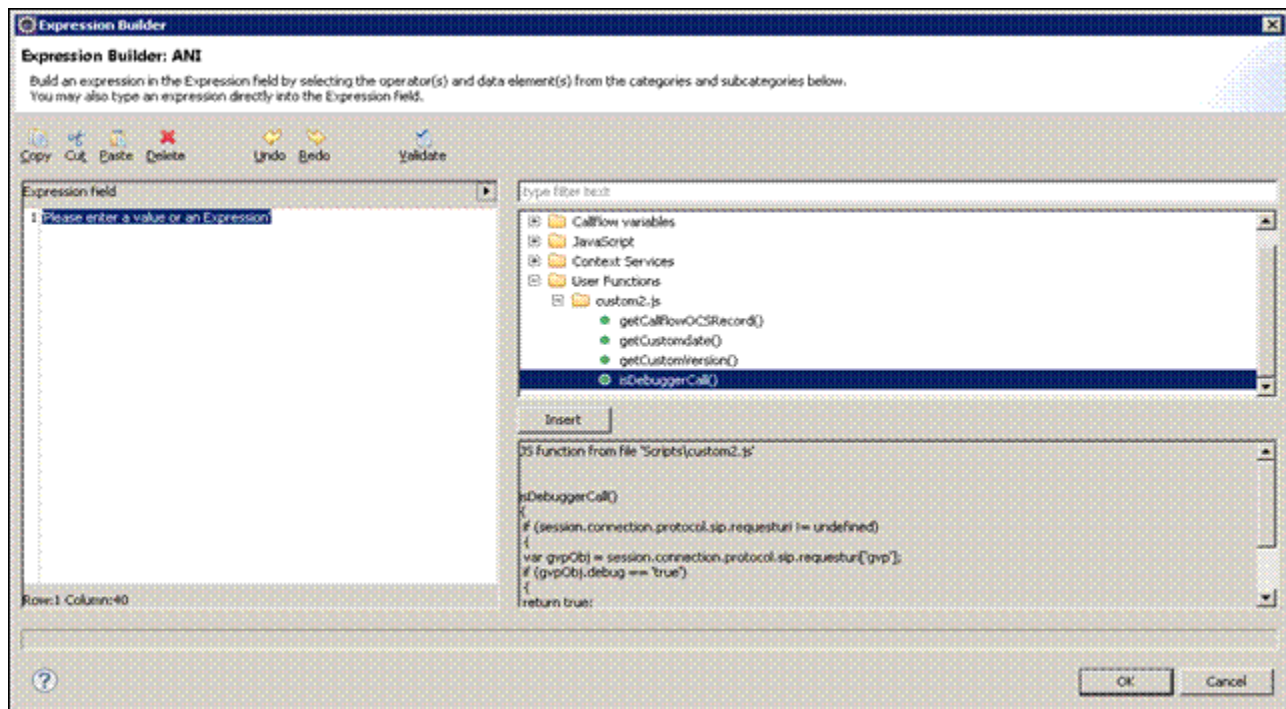 Expression Builder
Expression Builder: ANI
Build an expression in the Expression field by selecting the operator(s) and data element(s) from the categories and subcategories below.
You may also type an expression directly into the Expression field.
Copy Cut Paste Delete Undo Redo Validate
Expression field
type filter text
1 'Please enter a value or an Expression'
Callflow variables
JavaScript
Context Services
User Functions
custom2.js
getCallflowOCSRecord()
getCustomdate()
getCustomVersion()
isDebuggerCall()
Insert
JS function from file 'Scripts\custom2.js'
isDebuggerCall()
{
if (session.connection.protocol.sip.requesturi != undefined)
{
var gvpObj = session.connection.protocol.sip.requesturi['gvp'];
if (gvpObj.debug == 'true')
{
return true;
Row:1 Column:40
?
OK Cancel